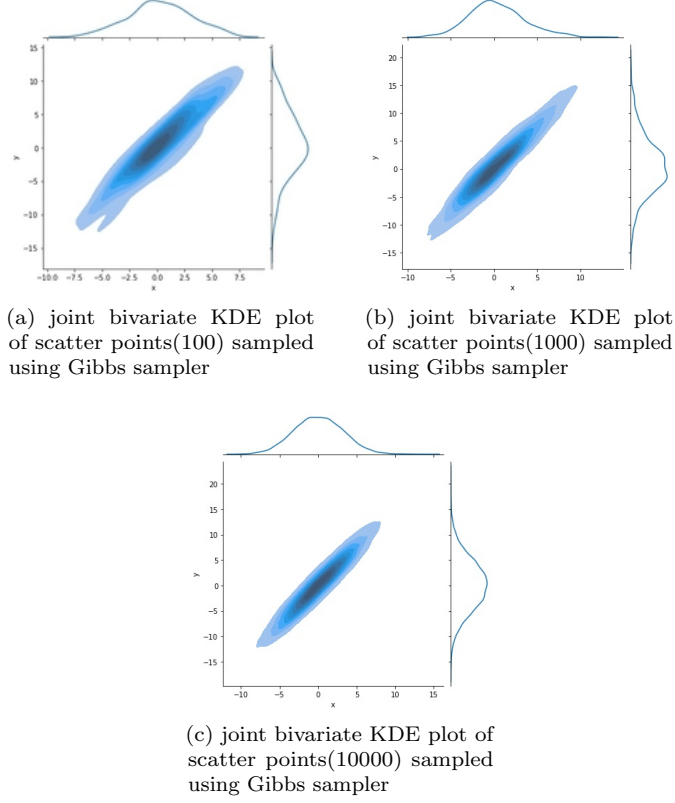 15
10
5
0
−5
−10
−15
y
−10.0 −7.5 −5.0 −2.5 0.0 2.5 5.0 7.5
x
20
15
10
5
0
−5
−10
−15
y
−10 −5 0 5 10
x
(a) joint bivariate KDE plot
of scatter points(100) sampled
using Gibbs sampler
(b) joint bivariate KDE plot
of scatter points(1000) sampled
using Gibbs sampler
20
15
10
5
0
−5
−10
−15
y
−10 −5 0 5 10 15
x
(c) joint bivariate KDE plot of
scatter points(10000) sampled
using Gibbs sampler